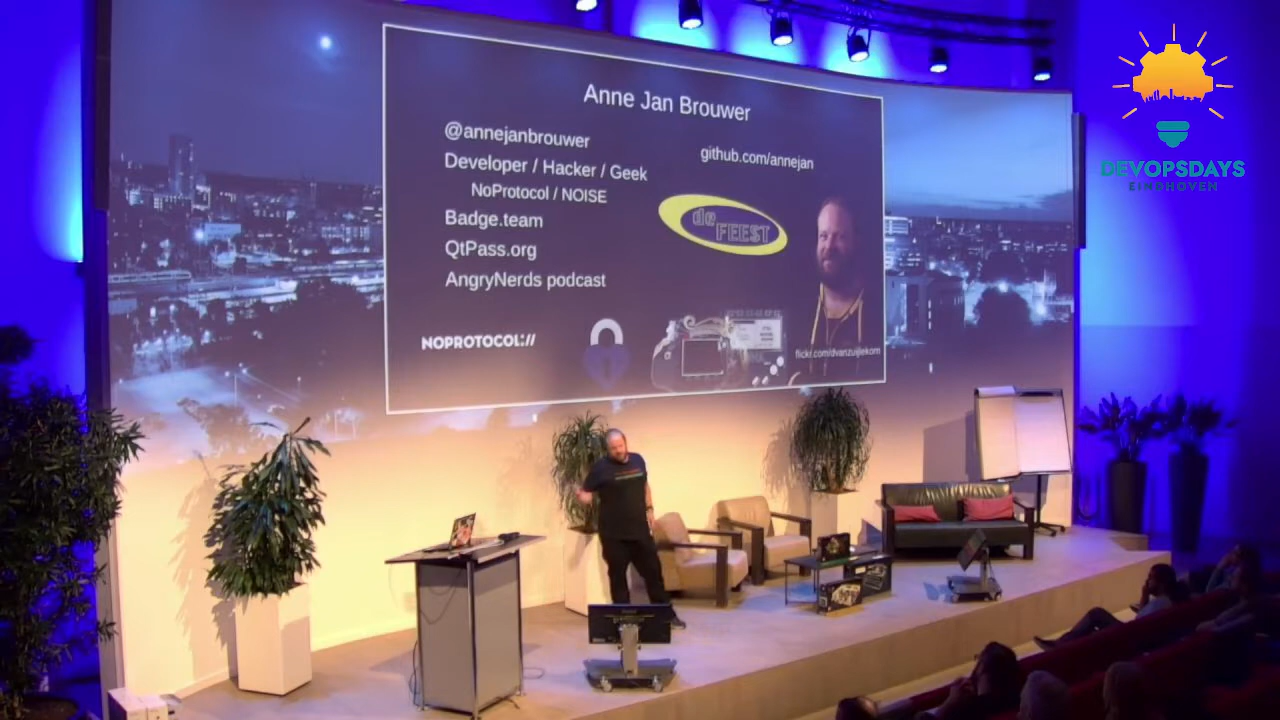 Anne Jan Brouwer
@annejanbrouwer
Developer / Hacker / Geek
NoProtocol / NOISE
Badge.team
QtPass.org
AngryNerds podcast
github.com/annejan
de
FEEST
NOPROTOCOL://
flickr.com/dvanzuijlekom
DEVOPSDAYS
EINDHOVEN